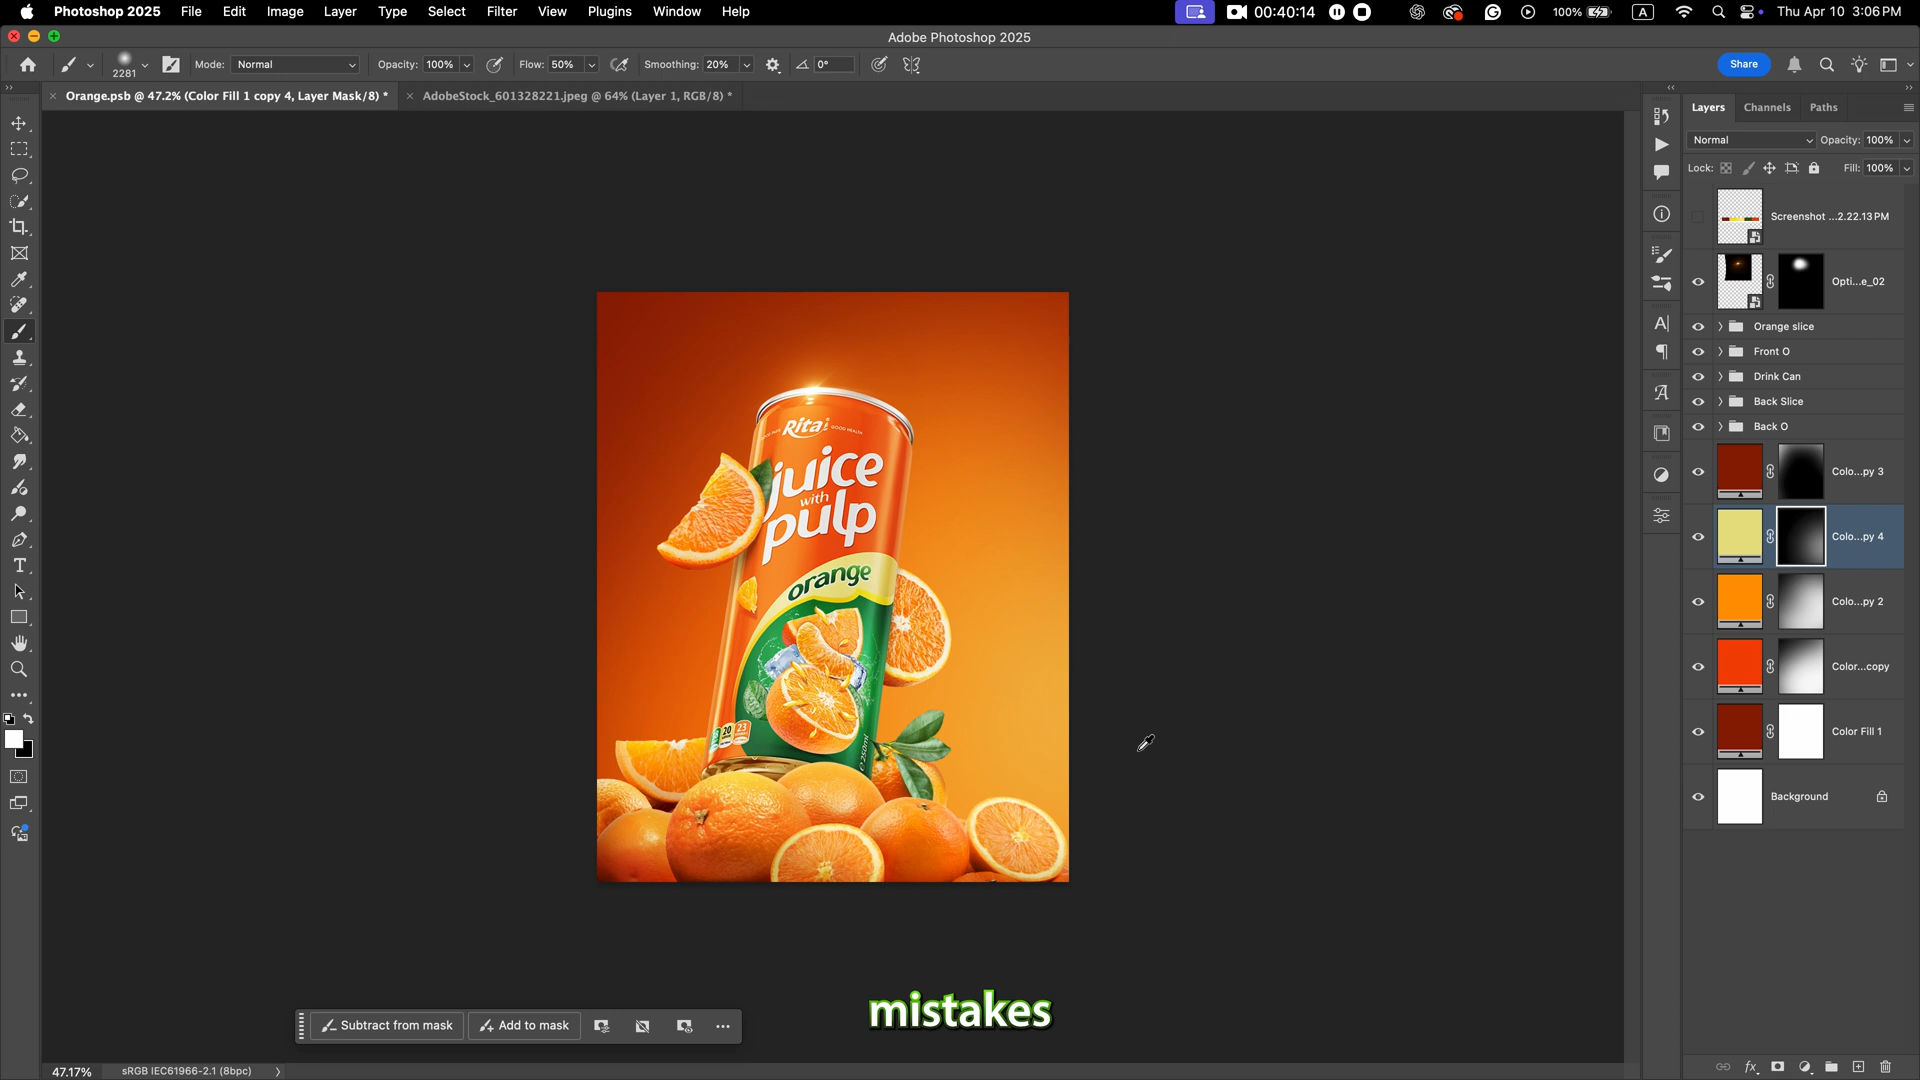 Photoshop 2025 File Edit Image Layer Type Select Filter View Plugins Window Help 00:40:14 100% A Thu Apr 10 3:06 PM
Adobe Photoshop 2025
2281 Mode: Normal Opacity: 100% Flow: 50% Smoothing: 20% 0° Share
Orange.psb @ 47.2% (Color Fill 1 copy 4, Layer Mask/8) * AdobeStock_601328221.jpeg @ 64% (Layer 1, RGB/8) *
Layers Channels Paths
Normal Opacity: 100%
Lock: Fill: 100%
Screenshot ...2.22.13 PM
Opti...e_02
Orange slice
Front O
Drink Can
Back Slice
Back O
Colo...py 3
Colo...py 4
Colo...py 2
Color...copy
Color Fill 1
Background
Rita
GOOD HEALTH
juice
with
pulp
orange
20 23
250ml
mistakes
Subtract from mask Add to mask
47.17% sRGB IEC61966-2.1 (8bpc)